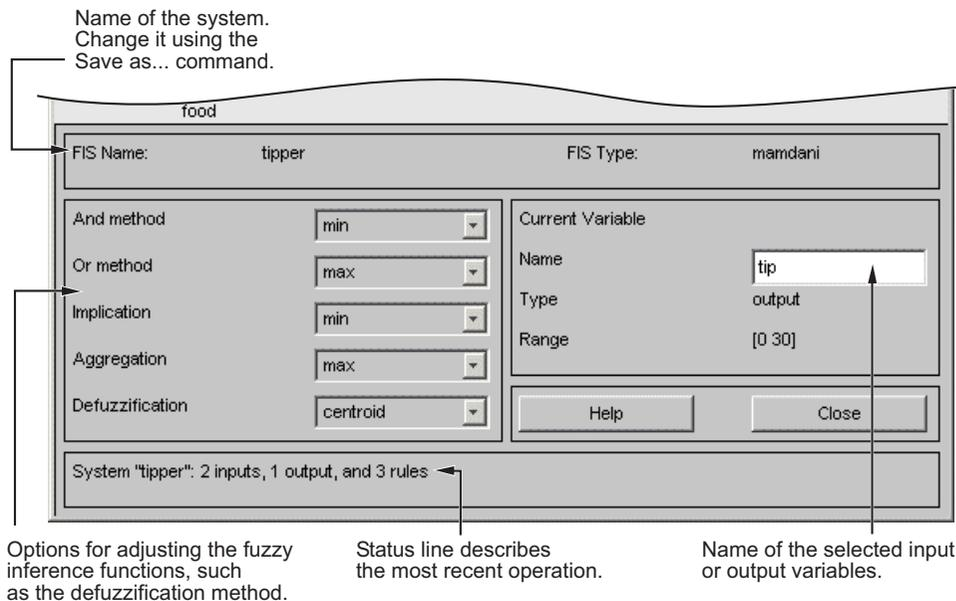 Name of the system.
Change it using the
Save as... command.
food
FIS Name: tipper FIS Type: mamdani
And method min
Or method max
Implication min
Aggregation max
Defuzzification centroid
Current Variable
Name tip
Type output
Range [0 30]
Help Close
System "tipper": 2 inputs, 1 output, and 3 rules
Options for adjusting the fuzzy
inference functions, such
as the defuzzification method.
Status line describes
the most recent operation.
Name of the selected input
or output variables.